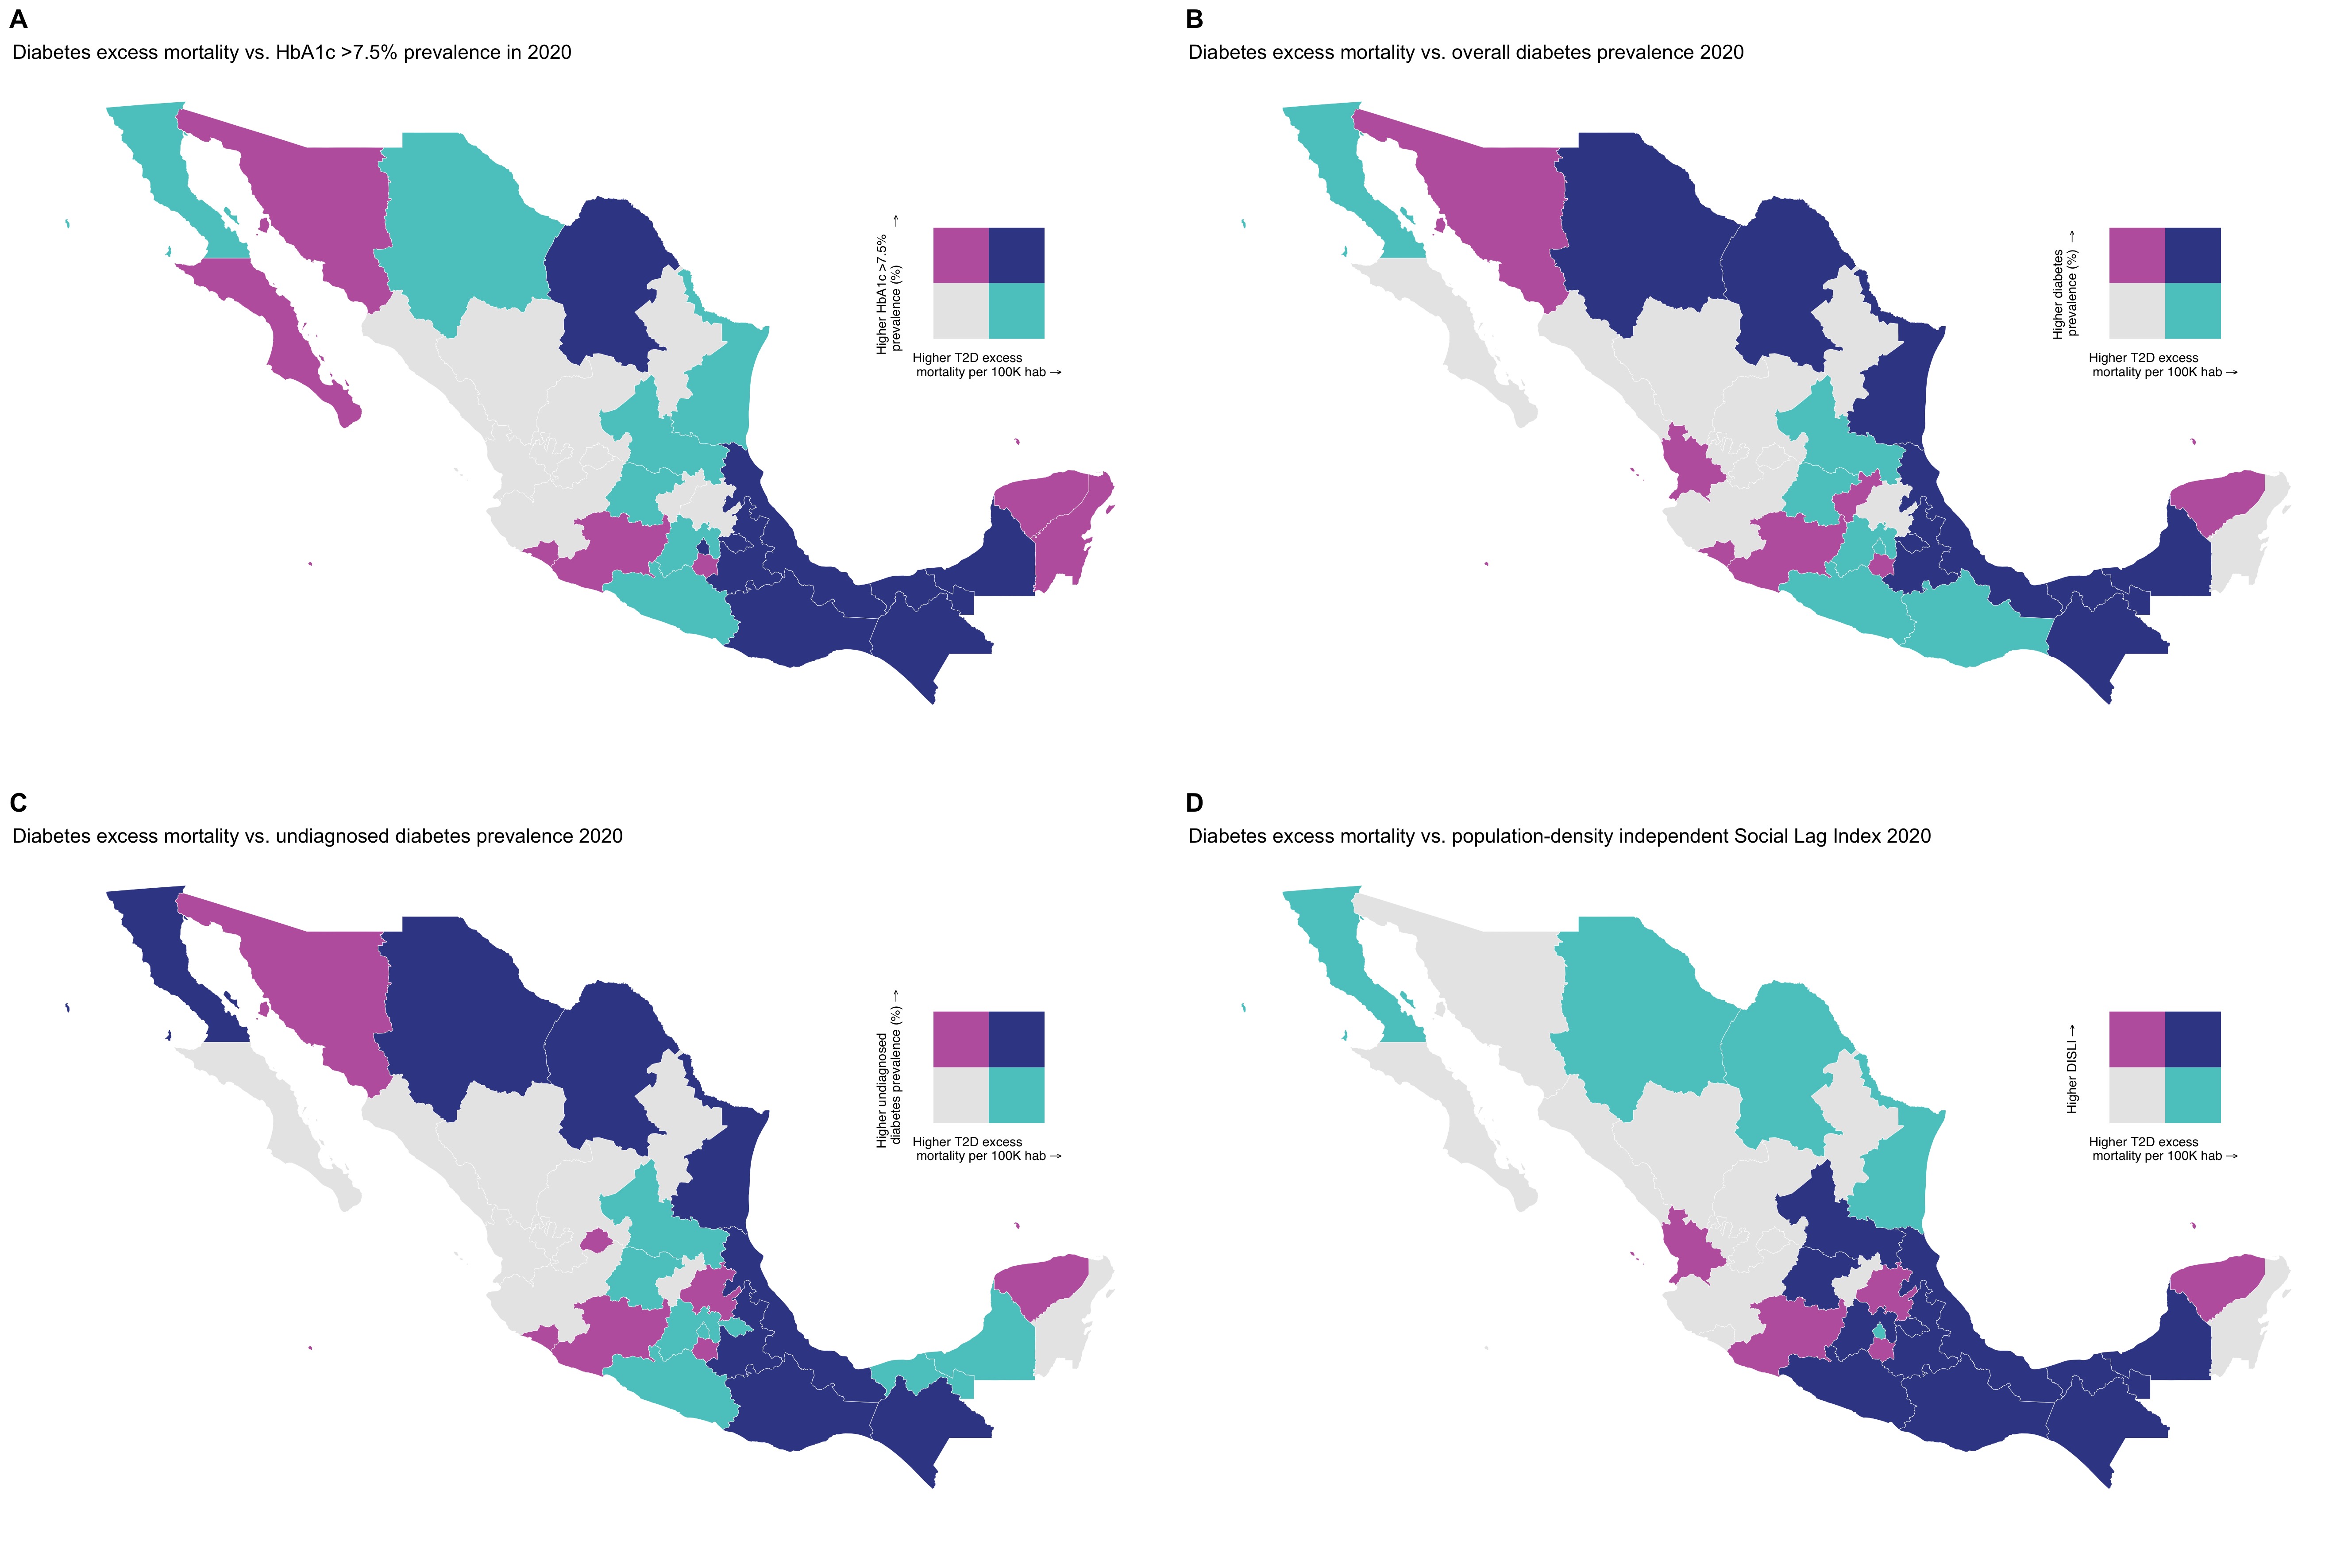 A
Diabetes excess mortality vs. HbA1c >7.5% prevalence in 2020
Higher HbA1c >7.5%
prevalence (%) →
Higher T2D excess
mortality per 100K hab →
B
Diabetes excess mortality vs. overall diabetes prevalence 2020
Higher diabetes
prevalence (%) →
Higher T2D excess
mortality per 100K hab →
C
Diabetes excess mortality vs. undiagnosed diabetes prevalence 2020
Higher undiagnosed
diabetes prevalence (%) →
Higher T2D excess
mortality per 100K hab →
D
Diabetes excess mortality vs. population-density independent Social Lag Index 2020
Higher DISLI →
Higher T2D excess
mortality per 100K hab →